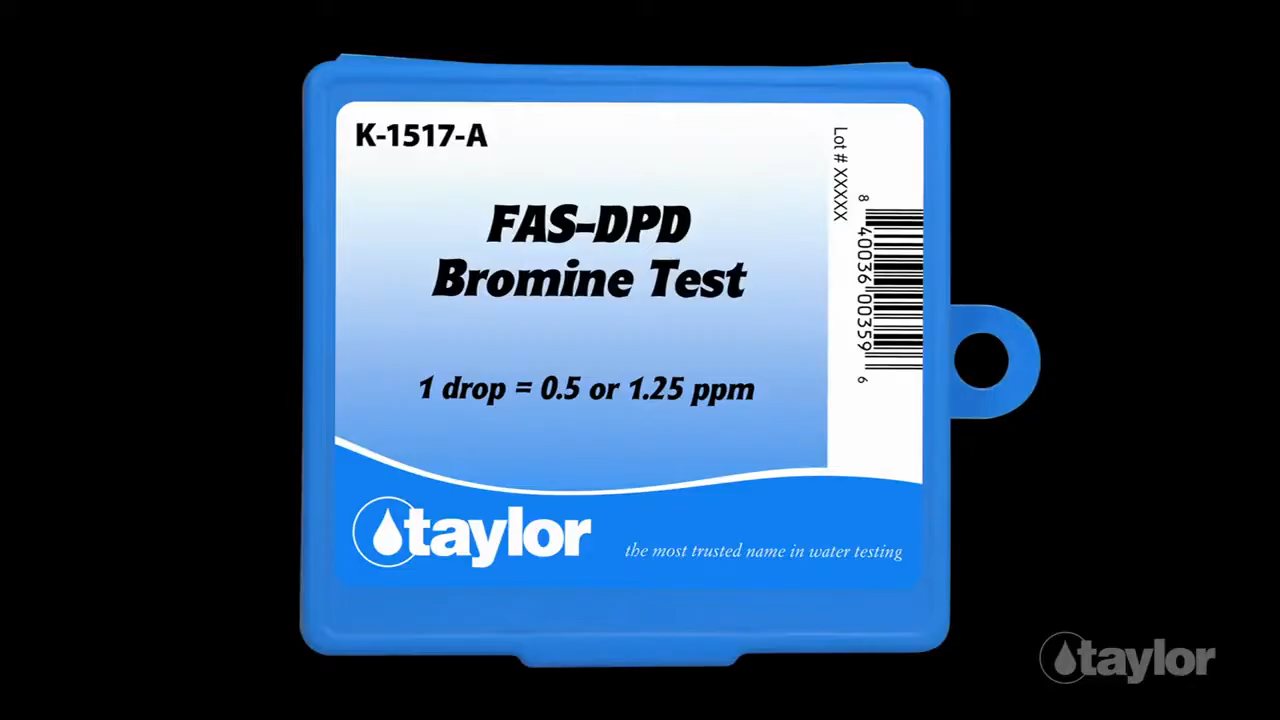 K-1517-A
FAS-DPD
Bromine Test
1 drop = 0.5 or 1.25 ppm
Lot # XXXXX
8 40036 00359 6
taylor
the most trusted name in water testing
taylor